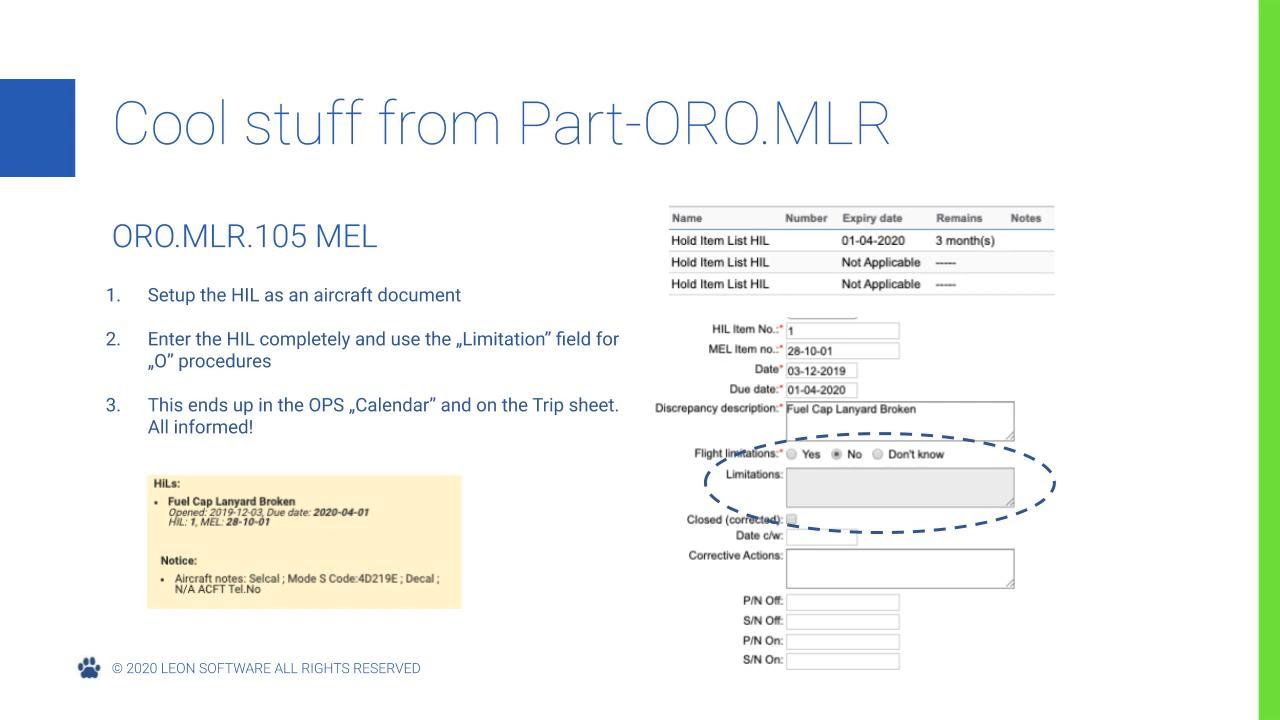 Cool stuff from Part-ORO.MLR
ORO.MLR.105 MEL
1. Setup the HIL as an aircraft document
2. Enter the HIL completely and use the „Limitation” field for
„O” procedures
3. This ends up in the OPS „Calendar” and on the Trip sheet.
All informed!
HiLs:
• Fuel Cap Lanyard Broken
Opened: 2019-12-03, Due date: 2020-04-01
HIL: 1, MEL: 28-10-01
Notice:
• Aircraft notes: Selcal ; Mode S Code:4D219E ; Decal ;
N/A ACFT Tel.No
Name Number Expiry date Remains Notes
Hold Item List HIL 01-04-2020 3 month(s)
Hold Item List HIL Not Applicable -----
Hold Item List HIL Not Applicable -----
HIL Item No.:* 1
MEL Item no.:* 28-10-01
Date* 03-12-2019
Due date:* 01-04-2020
Discrepancy description:* Fuel Cap Lanyard Broken
Flight limitations:* Yes No Don't know
Limitations:
Closed (corrected):
Date c/w:
Corrective Actions:
P/N Off:
S/N Off:
P/N On:
S/N On:
© 2020 LEON SOFTWARE ALL RIGHTS RESERVED